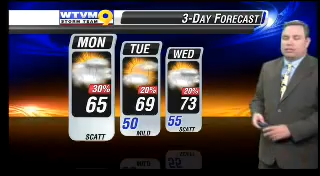 WTVM 9
STORM TEAM
3-DAY FORECAST
MON
30%
65
SCATT
TUE
20%
69
50
MILD
WED
20%
73
55
SCATT